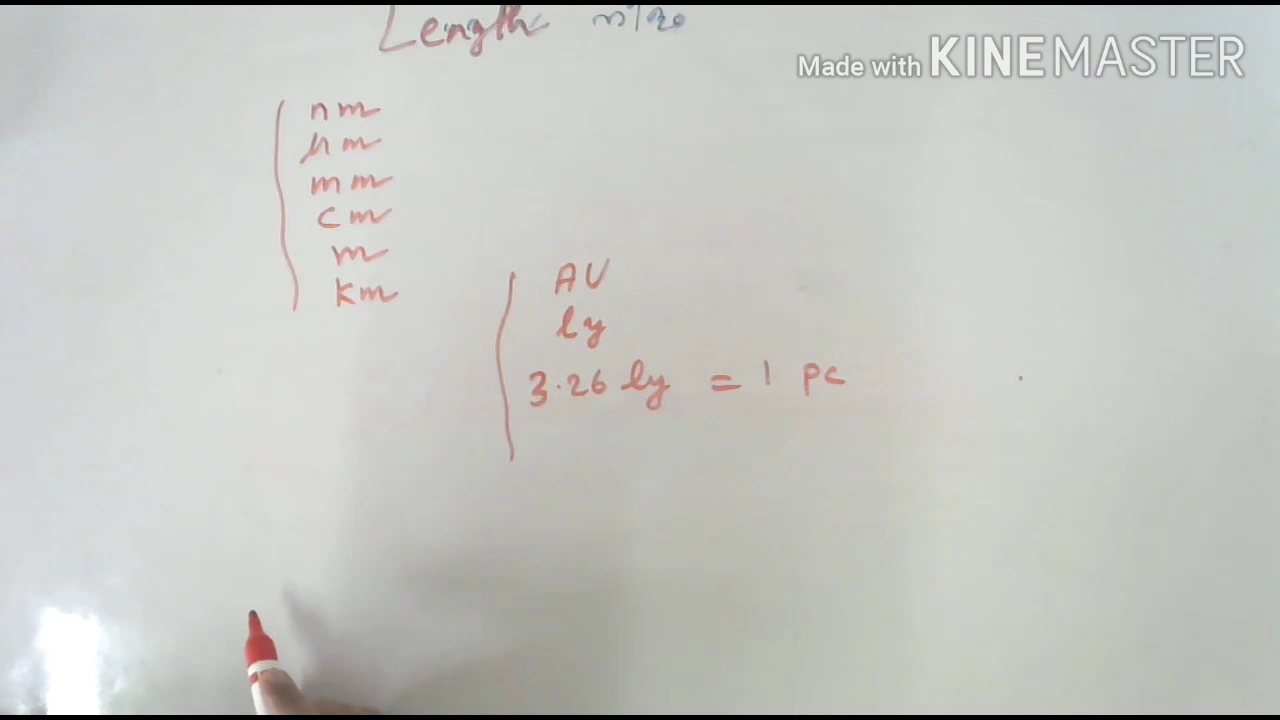 Length
Made with KINEMASTER
nm
μm
mm
cm
m
km
AU
ly
3.26 ly = 1 pc